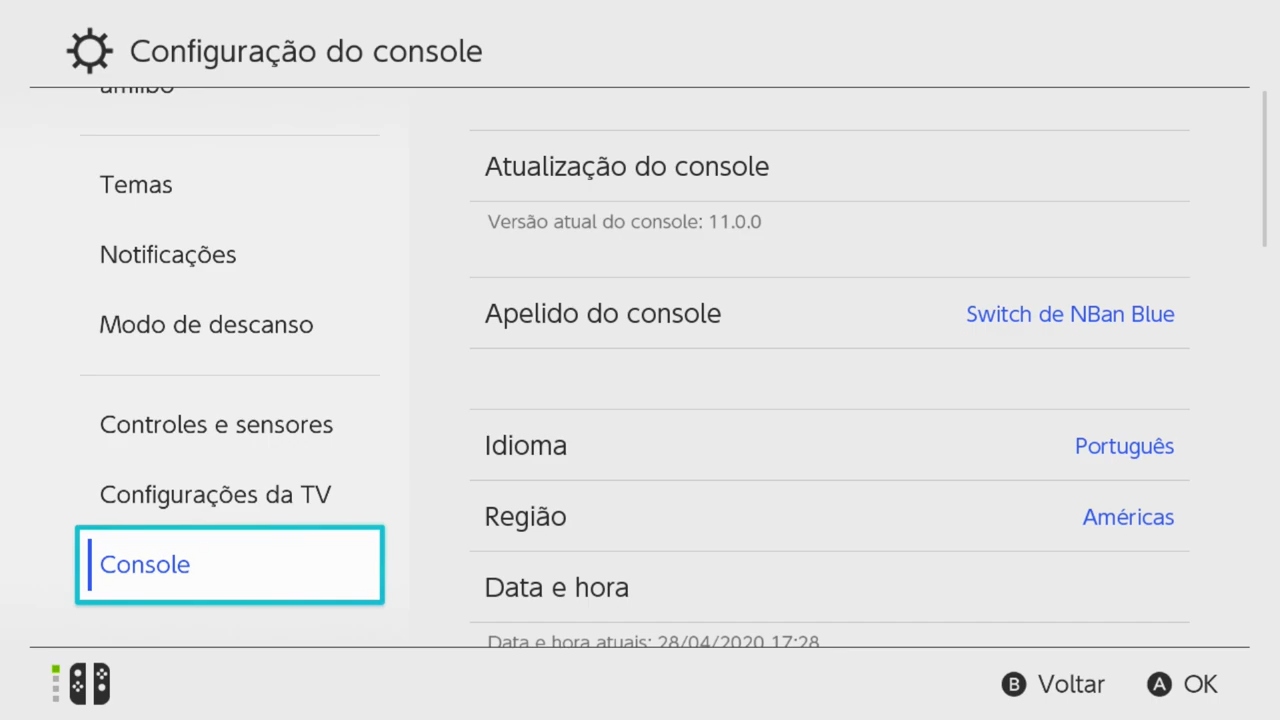 Configuração do console
amiibo
Temas
Notificações
Modo de descanso
Controles e sensores
Configurações da TV
Console
Atualização do console
Versão atual do console: 11.0.0
Apelido do console Switch de NBan Blue
Idioma Português
Região Américas
Data e hora
Data e hora atuais: 28/04/2020 17:28
B Voltar A OK